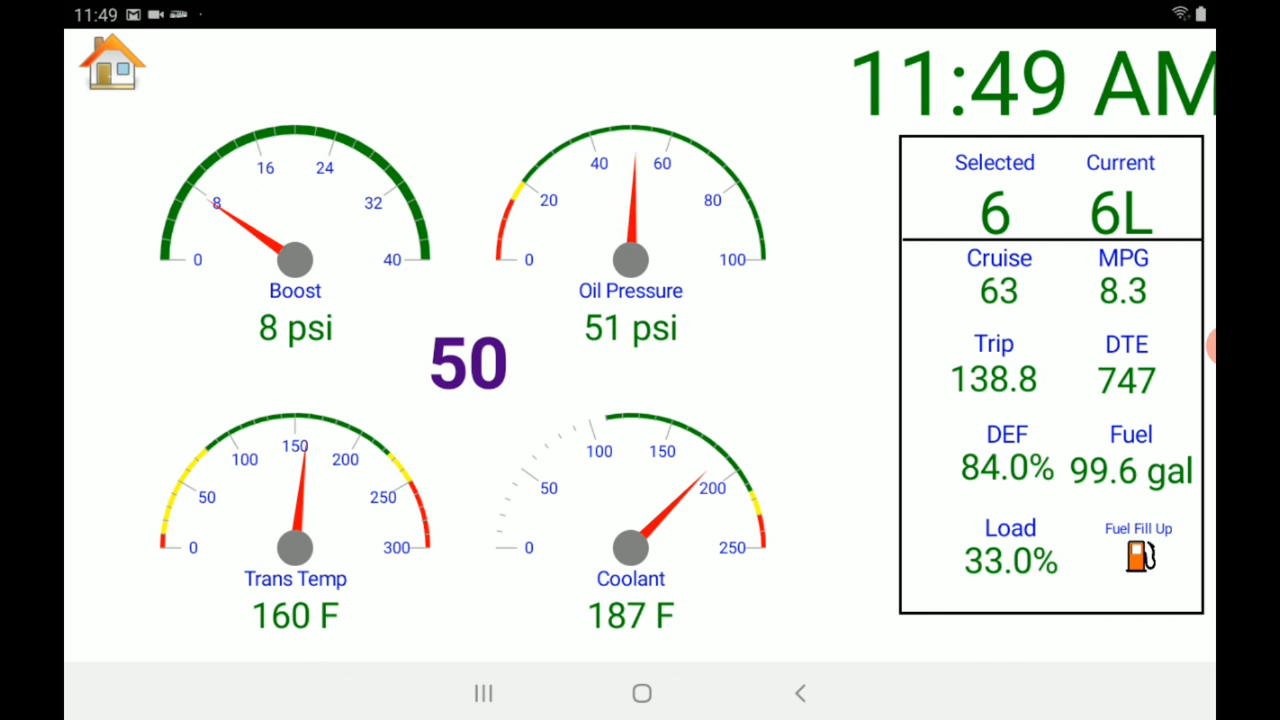 11:49
11:49 AM
16 24
8 32
0 40
Boost
8 psi
40 60
20 80
0 100
Oil Pressure
51 psi
50
150
100 200
50 250
0 300
Trans Temp
160 F
100 150
50 200
0 250
Coolant
187 F
Selected Current
6 6L
Cruise MPG
63 8.3
Trip DTE
138.8 747
DEF Fuel
84.0% 99.6 gal
Load Fuel Fill Up
33.0%